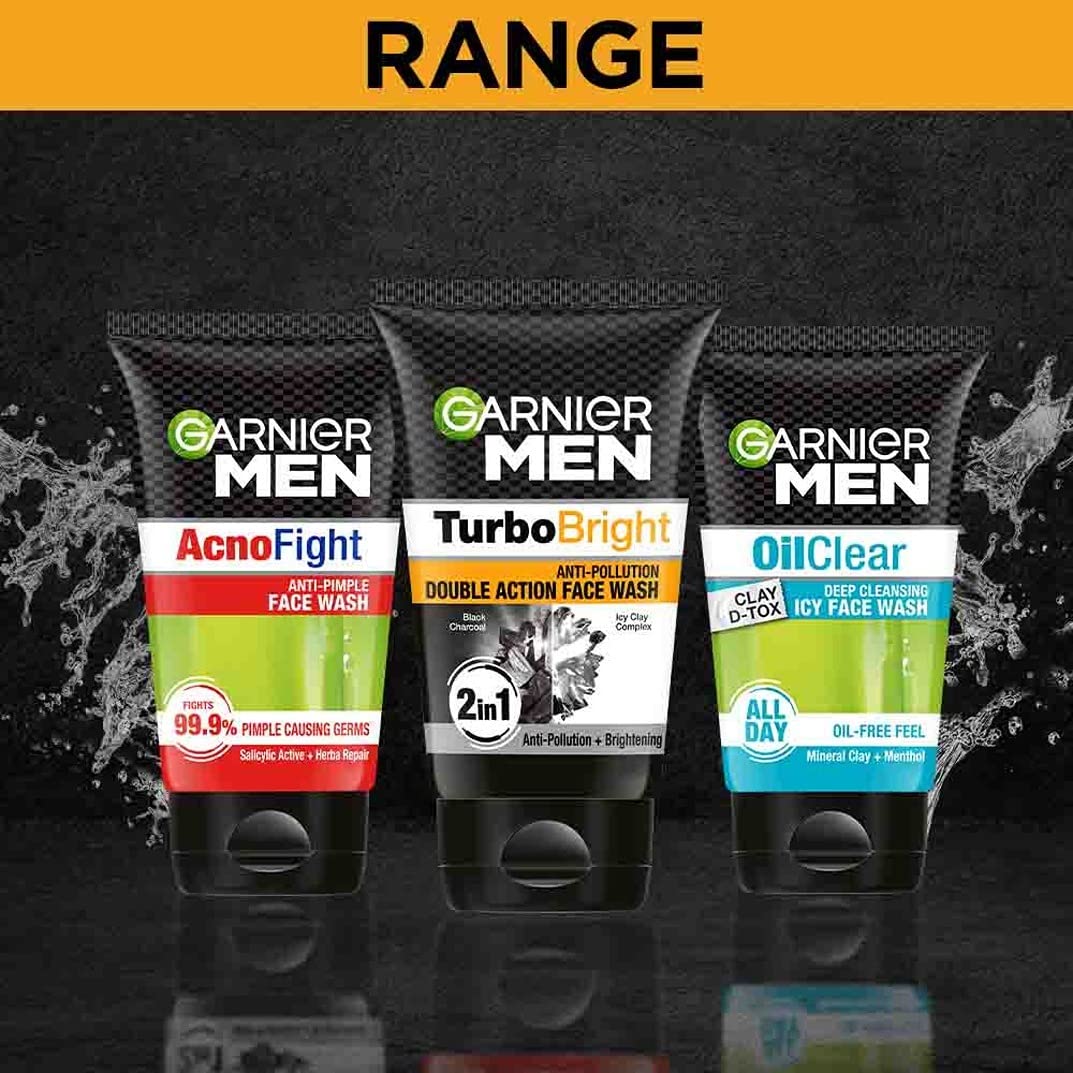 RANGE
GARNIER
MEN
AcnoFight
ANTI-PIMPLE
FACE WASH
FIGHTS
99.9% PIMPLE CAUSING GERMS
Salicylic Active + Herba Repair
GARNIER
MEN
TurboBright
ANTI-POLLUTION
DOUBLE ACTION FACE WASH
Black
Charcoal
Icy Clay
Complex
2in1
Anti-Pollution + Brightening
GARNIER
MEN
OilClear
CLAY
D-TOX
DEEP CLEANSING
ICY FACE WASH
ALL
DAY
OIL-FREE FEEL
Mineral Clay + Menthol